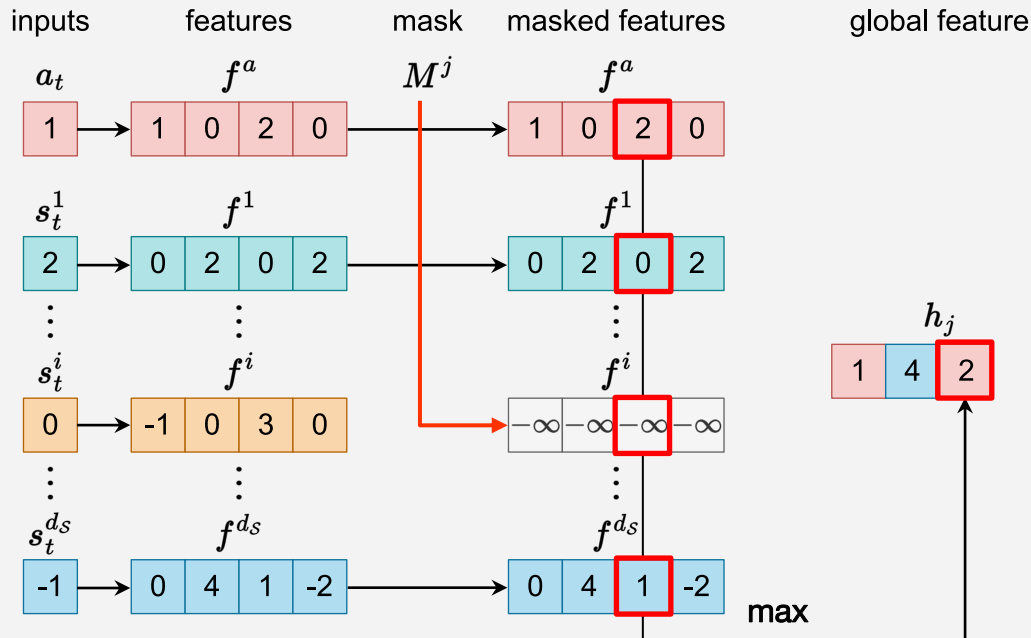 inputs features mask masked features global feature
a_t f^a M^j f^a
1 1 0 2 0 1 0 2 0
s_t^1 f^1 f^1
2 0 2 0 2 0 2 0 2
⋮ ⋮ ⋮ h_j
s_t^i f^i f^i 1 4 2
0 -1 0 3 0 −∞ −∞ −∞ −∞
⋮ ⋮ ⋮
s_t^{d_𝒮} f^{d_𝒮} f^{d_𝒮}
-1 0 4 1 -2 0 4 1 -2
max